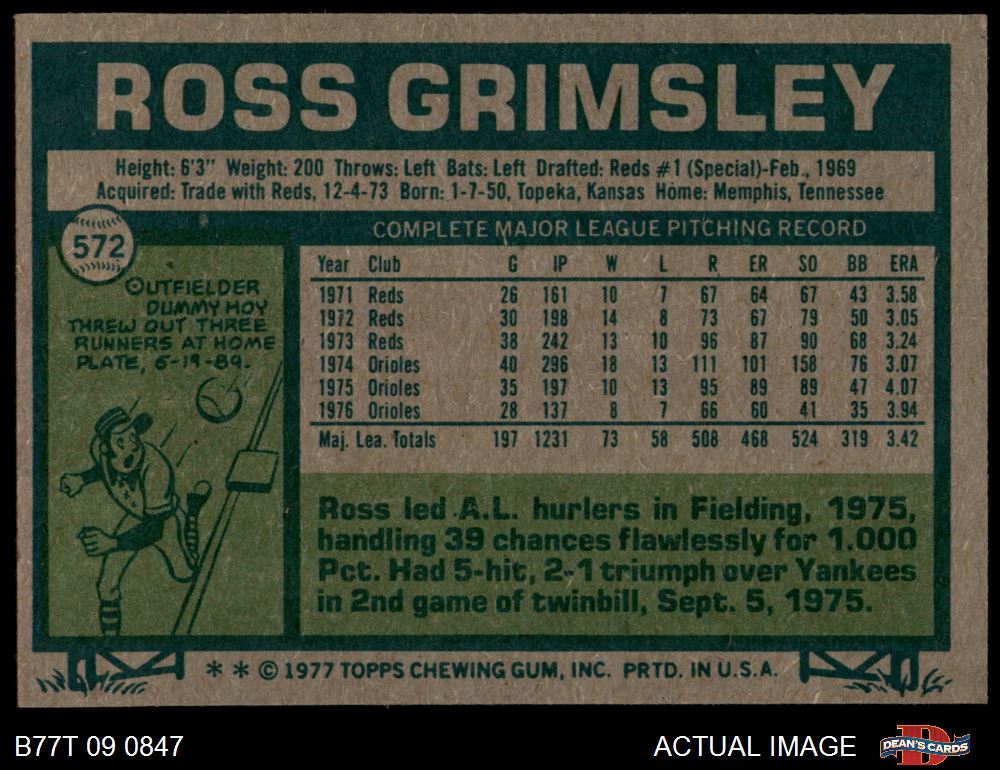 ROSS GRIMSLEY
Height: 6'3" Weight: 200 Throws: Left Bats: Left Drafted: Reds #1 (Special)-Feb., 1969
Acquired: Trade with Reds, 12-4-73 Born: 1-7-50, Topeka, Kansas Home: Memphis, Tennessee
572
OUTFIELDER
DUMMY HOY
THREW OUT THREE
RUNNERS AT HOME
PLATE, 6-19-89.
COMPLETE MAJOR LEAGUE PITCHING RECORD
Year Club G IP W L R ER SO BB ERA
1971 Reds 26 161 10 7 67 64 67 43 3.58
1972 Reds 30 198 14 8 73 67 79 50 3.05
1973 Reds 38 242 13 10 96 87 90 68 3.24
1974 Orioles 40 296 18 13 111 101 158 76 3.07
1975 Orioles 35 197 10 13 95 89 89 47 4.07
1976 Orioles 28 137 8 7 66 60 41 35 3.94
Maj. Lea. Totals 197 1231 73 58 508 468 524 319 3.42
Ross led A.L. hurlers in Fielding, 1975,
handling 39 chances flawlessly for 1.000
Pct. Had 5-hit, 2-1 triumph over Yankees
in 2nd game of twinbill, Sept. 5, 1975.
* * © 1977 TOPPS CHEWING GUM, INC. PRTD. IN U.S.A.
B77T 09 0847
ACTUAL IMAGE
D
DEAN'S CARDS